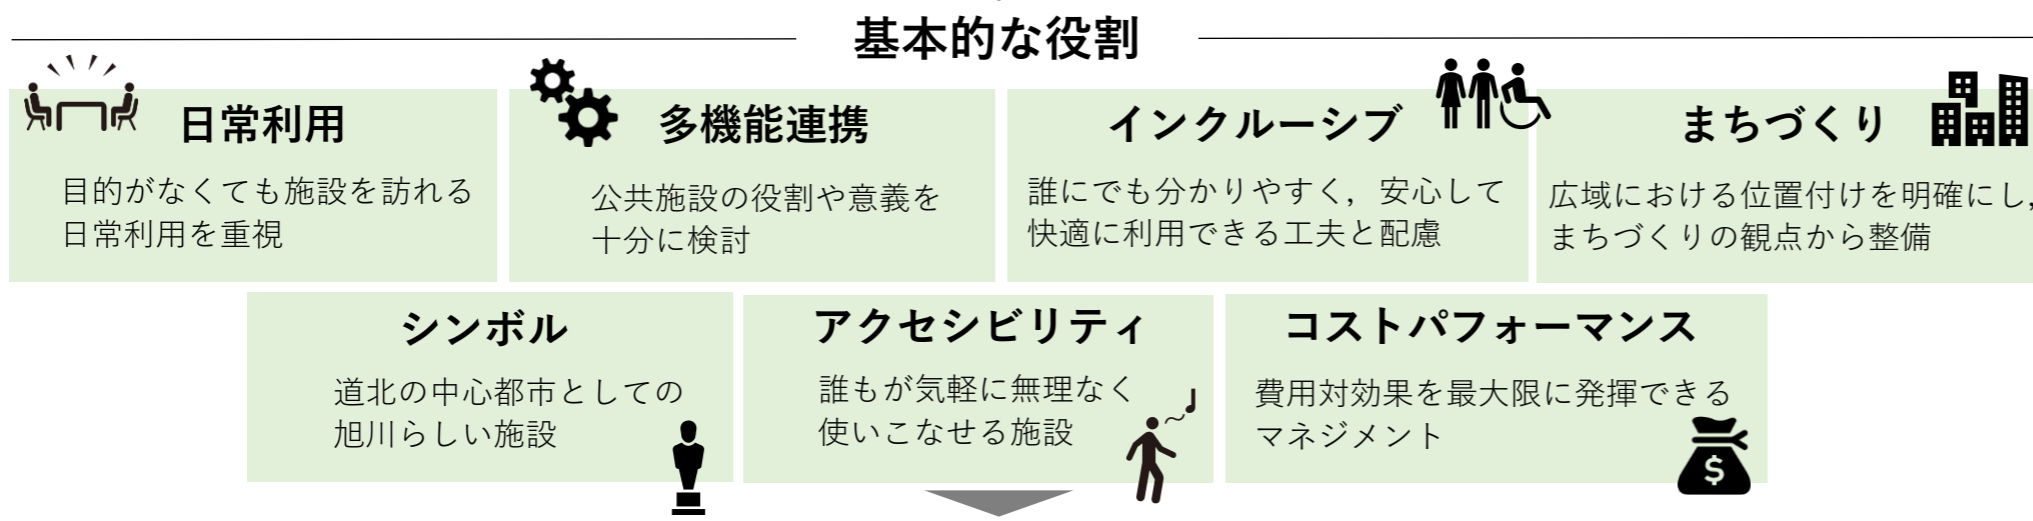 基本的な役割
日常利用
目的がなくても施設を訪れる
日常利用を重視
多機能連携
公共施設の役割や意義を
十分に検討
インクルーシブ
誰にでも分かりやすく，安心して
快適に利用できる工夫と配慮
まちづくり
広域における位置付けを明確にし，
まちづくりの観点から整備
シンボル
道北の中心都市としての
旭川らしい施設
アクセシビリティ
誰もが気軽に無理なく
使いこなせる施設
コストパフォーマンス
費用対効果を最大限に発揮できる
マネジメント
$